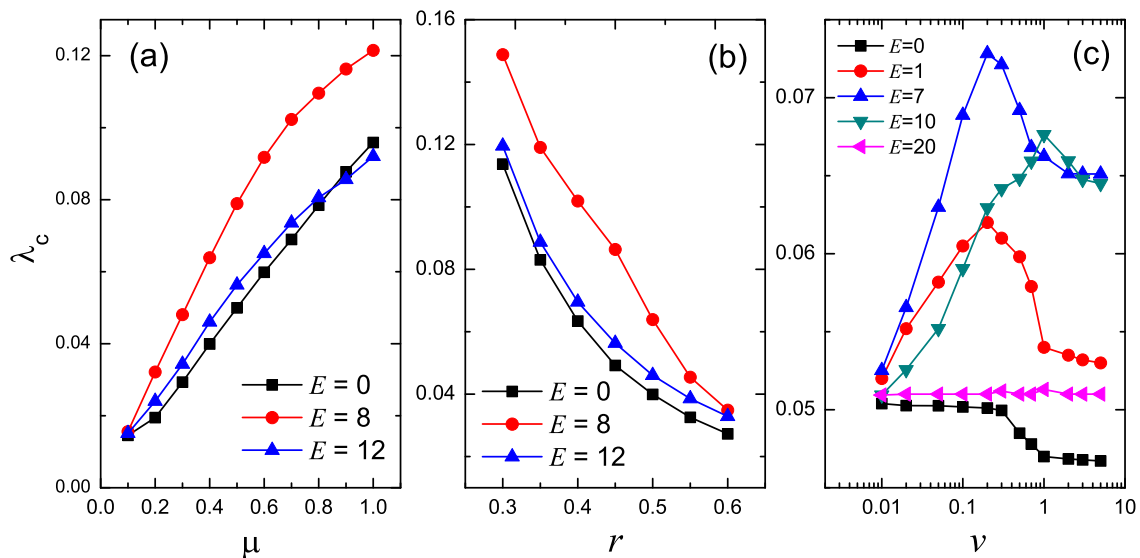 (a)
0.12
0.08
0.04
0.00
λc
E = 0
E = 8
E = 12
0.0 0.2 0.4 0.6 0.8 1.0
μ
(b)
0.16
0.12
0.08
0.04
E = 0
E = 8
E = 12
0.3 0.4 0.5 0.6
r
(c)
E=0
E=1
E=7
E=10
E=20
0.07
0.06
0.05
0.01 0.1 1 10
v